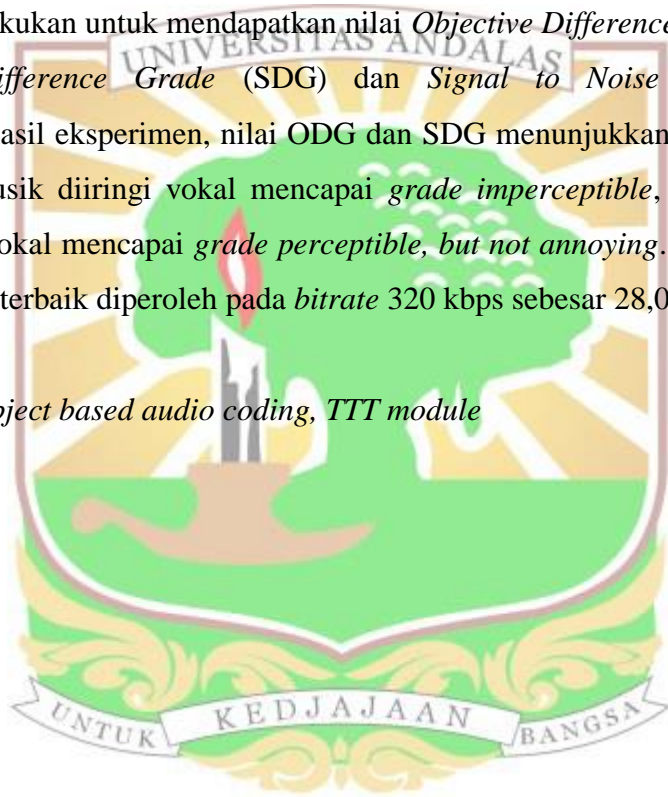 kukan untuk mendapatkan nilai Objective Difference
UNIVERSITAS ANDALAS
ifference Grade (SDG) dan Signal to Noise
asil eksperimen, nilai ODG dan SDG menunjukkan
usik diiringi vokal mencapai grade imperceptible,
okal mencapai grade perceptible, but not annoying.
terbaik diperoleh pada bitrate 320 kbps sebesar 28,0
bject based audio coding, TTT module
UNTUK KEDJAJAAN BANGSA